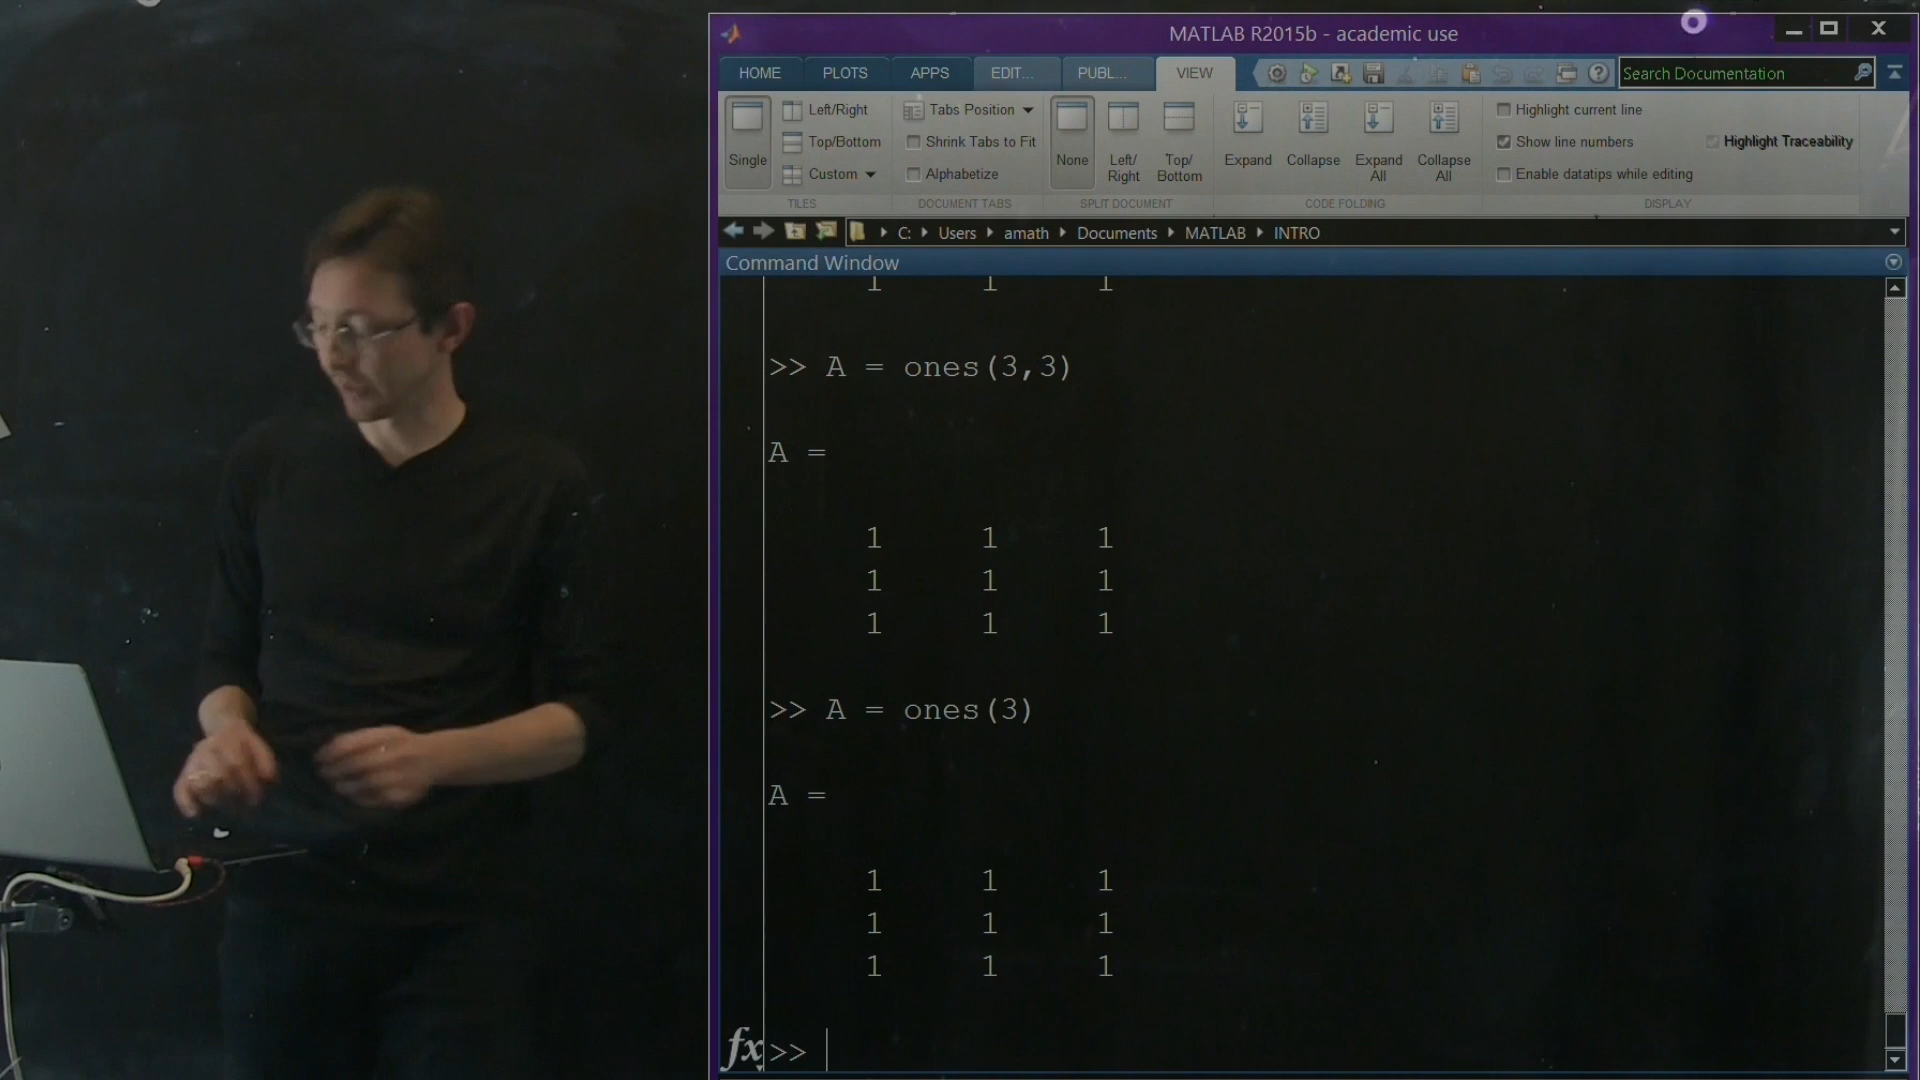 MATLAB R2015b - academic use
HOME PLOTS APPS EDIT... PUBL... VIEW Search Documentation
Single
Left/Right
Top/Bottom
Custom
TILES
Tabs Position
Shrink Tabs to Fit
Alphabetize
DOCUMENT TABS
None
Left/
Right
Top/
Bottom
SPLIT DOCUMENT
Expand
Collapse
Expand
All
Collapse
All
CODE FOLDING
Highlight current line
Show line numbers
Enable datatips while editing
Highlight Traceability
DISPLAY
C: Users amath Documents MATLAB INTRO
Command Window
1 1 1
>> A = ones(3,3)
A =
1 1 1
1 1 1
1 1 1
>> A = ones(3)
A =
1 1 1
1 1 1
1 1 1
fx >>